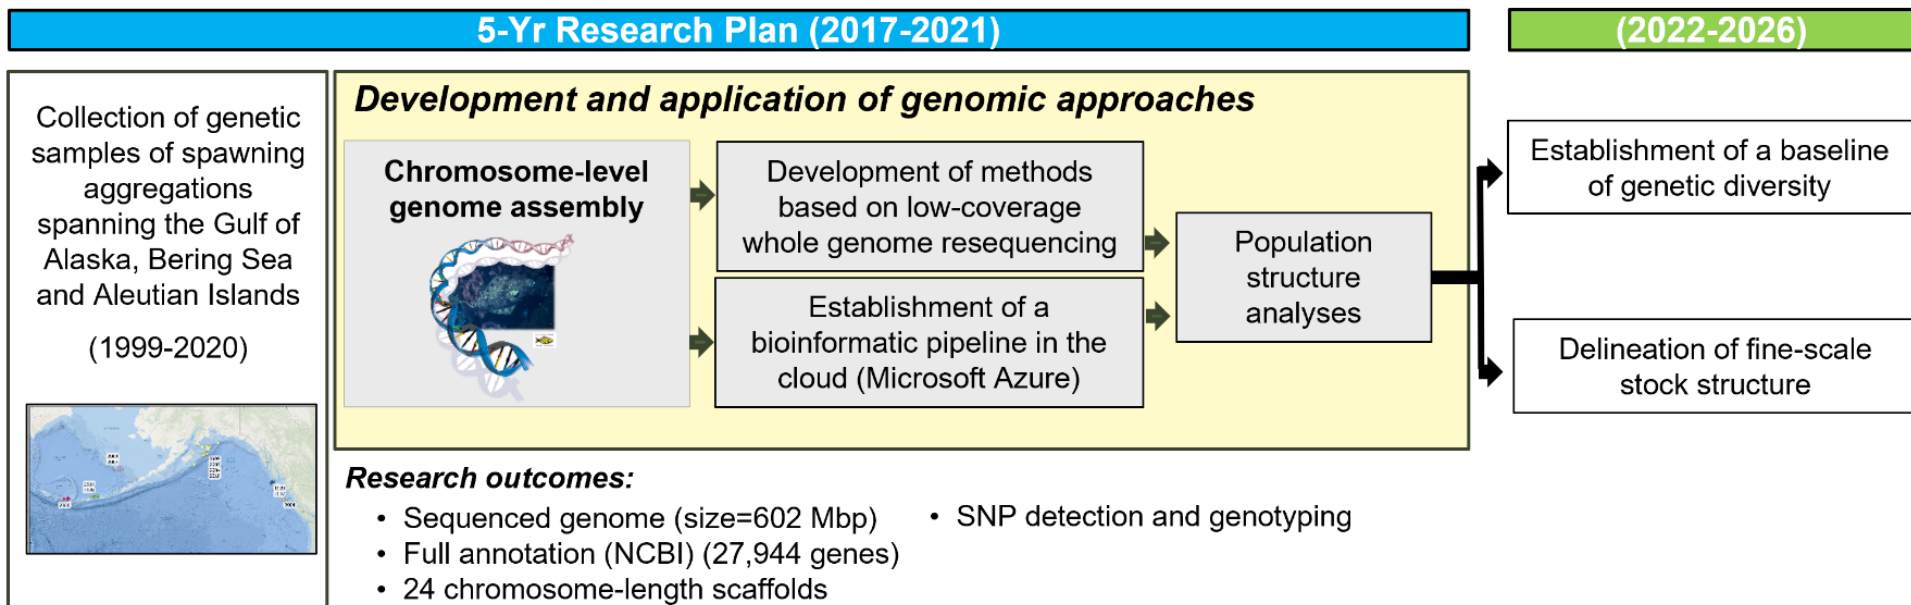 5-Yr Research Plan (2017-2021)
(2022-2026)
Collection of genetic
samples of spawning
aggregations
spanning the Gulf of
Alaska, Bering Sea
and Aleutian Islands
(1999-2020)
Development and application of genomic approaches
Chromosome-level
genome assembly
Development of methods
based on low-coverage
whole genome resequencing
Establishment of a
bioinformatic pipeline in the
cloud (Microsoft Azure)
Population
structure
analyses
Establishment of a baseline
of genetic diversity
Delineation of fine-scale
stock structure
Research outcomes:
• Sequenced genome (size=602 Mbp)
• Full annotation (NCBI) (27,944 genes)
• 24 chromosome-length scaffolds
• SNP detection and genotyping